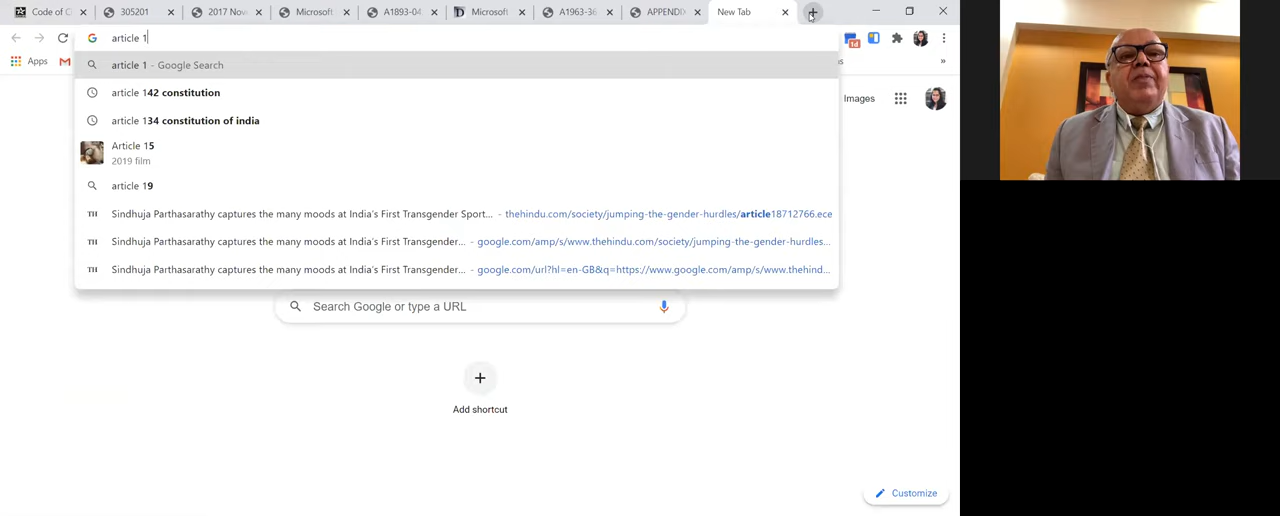 Code of C
305201
2017 Nov
Microsoft
A1893-04
Microsoft
A1963-36
APPENDI
New Tab
article 1
1d
Apps
article 1 - Google Search
article 142 constitution
article 134 constitution of india
Article 15
2019 film
article 19
Sindhuja Parthasarathy captures the many moods at India's First Transgender Sport... - thehindu.com/society/jumping-the-gender-hurdles/article18712766.ece
Sindhuja Parthasarathy captures the many moods at India's First Transgender... - google.com/amp/s/www.thehindu.com/society/jumping-the-gender-hurdles...
Sindhuja Parthasarathy captures the many moods at India's First Transgender... - google.com/url?hl=en-GB&q=https://www.google.com/amp/s/www.thehind...
Images
Search Google or type a URL
Add shortcut
Customize